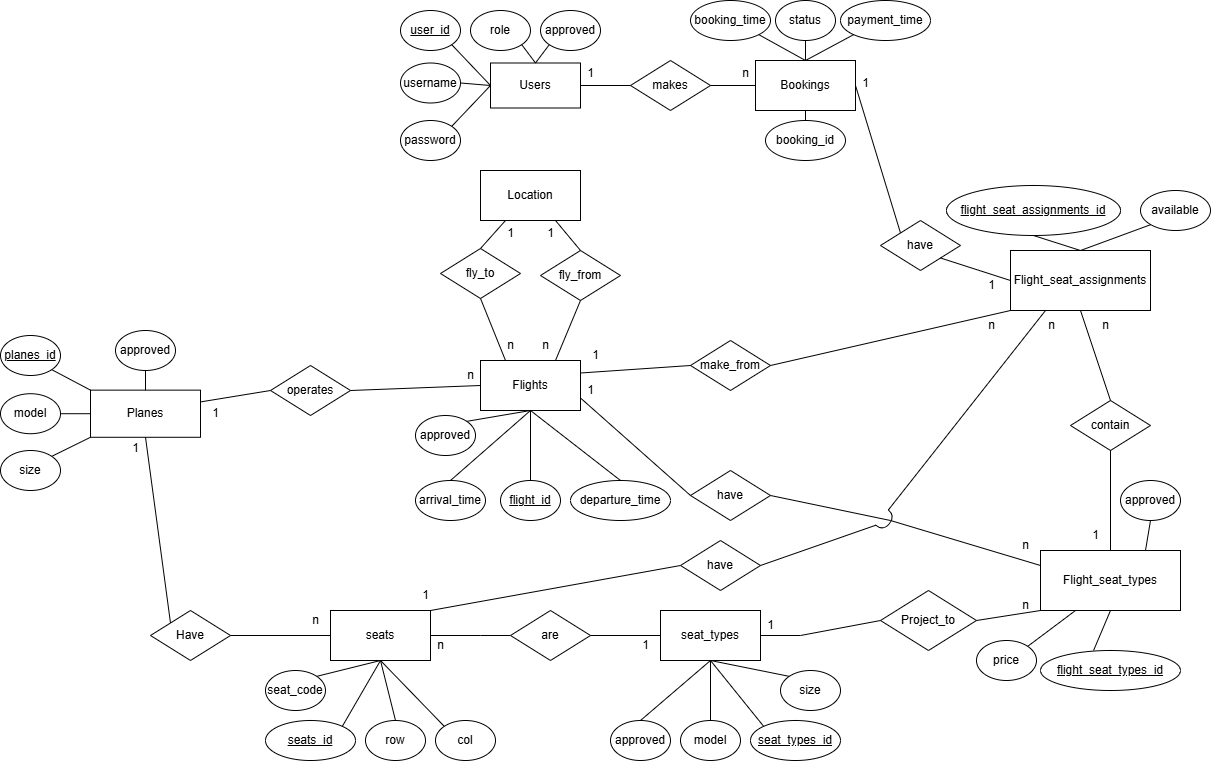 booking_time
status
payment_time
user_id
role
approved
username
Users
1
makes
n
Bookings
1
password
booking_id
Location
flight_seat_assignments_id
available
1
1
have
fly_to
fly_from
Flight_seat_assignments
1
n
n
n
n
n
planes_id
approved
1
make_from
n
Flights
operates
1
1
model
Planes
approved
contain
1
size
arrival_time
flight_id
departure_time
have
approved
1
n
have
Flight_seat_types
1
n
n
Have
seats
n
are
1
seat_types
1
Project_to
price
flight_seat_types_id
seat_code
size
seats_id
row
col
approved
model
seat_types_id